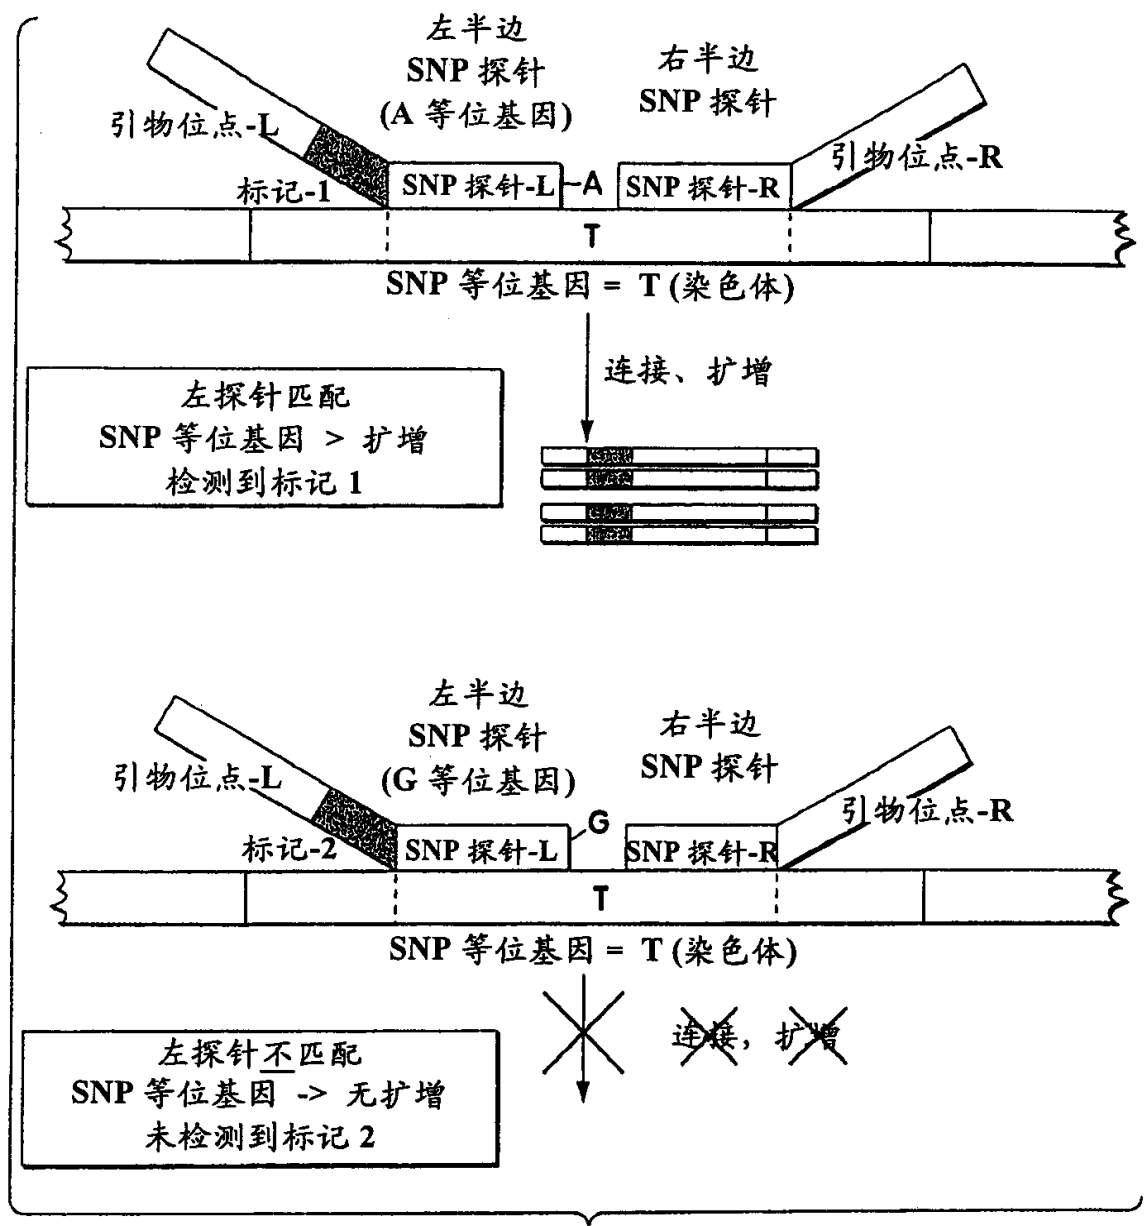 左半边
SNP 探针
(A 等位基因)
右半边
SNP 探针
引物位点-L
引物位点-R
标记-1
SNP 探针-L
A
SNP 探针-R
T
SNP 等位基因 = T (染色体)
连接、扩增
左探针匹配
SNP 等位基因 > 扩增
检测到标记 1
左半边
SNP 探针
(G 等位基因)
右半边
SNP 探针
引物位点-L
引物位点-R
标记-2
SNP 探针-L
G
SNP 探针-R
T
SNP 等位基因 = T (染色体)
连接, 扩增
左探针不匹配
SNP 等位基因 -> 无扩增
未检测到标记 2